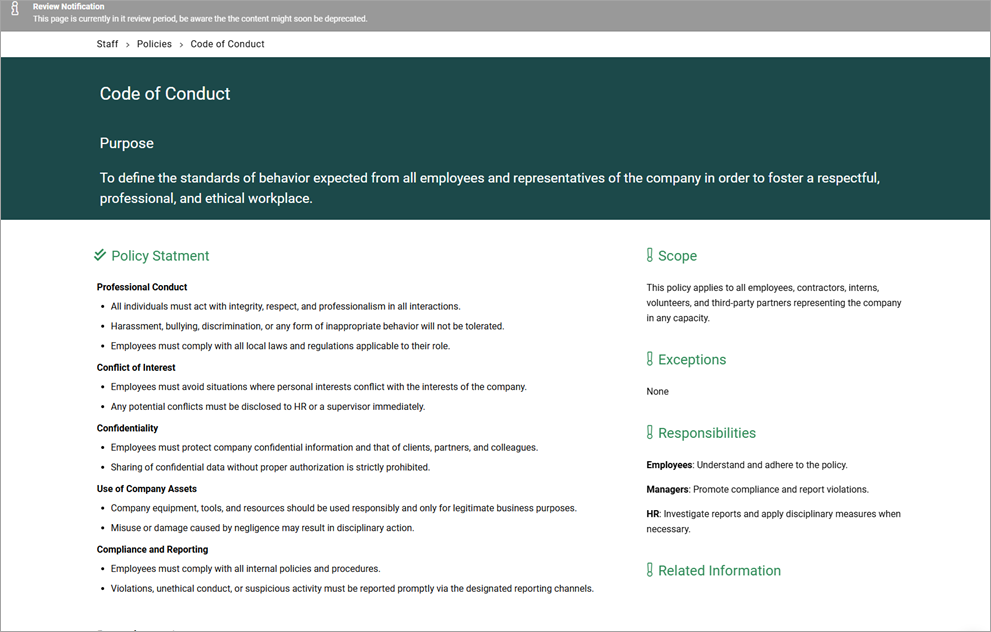 Review Notification
This page is currently in it review period, be aware the the content might soon be deprecated.
Staff > Policies > Code of Conduct
Code of Conduct
Purpose
To define the standards of behavior expected from all employees and representatives of the company in order to foster a respectful,
professional, and ethical workplace.
Policy Statment
Professional Conduct
• All individuals must act with integrity, respect, and professionalism in all interactions.
• Harassment, bullying, discrimination, or any form of inappropriate behavior will not be tolerated.
• Employees must comply with all local laws and regulations applicable to their role.
Conflict of Interest
• Employees must avoid situations where personal interests conflict with the interests of the company.
• Any potential conflicts must be disclosed to HR or a supervisor immediately.
Confidentiality
• Employees must protect company confidential information and that of clients, partners, and colleagues.
• Sharing of confidential data without proper authorization is strictly prohibited.
Use of Company Assets
• Company equipment, tools, and resources should be used responsibly and only for legitimate business purposes.
• Misuse or damage caused by negligence may result in disciplinary action.
Compliance and Reporting
• Employees must comply with all internal policies and procedures.
• Violations, unethical conduct, or suspicious activity must be reported promptly via the designated reporting channels.
Scope
This policy applies to all employees, contractors, interns,
volunteers, and third-party partners representing the company
in any capacity.
Exceptions
None
Responsibilities
Employees: Understand and adhere to the policy.
Managers: Promote compliance and report violations.
HR: Investigate reports and apply disciplinary measures when
necessary.
Related Information